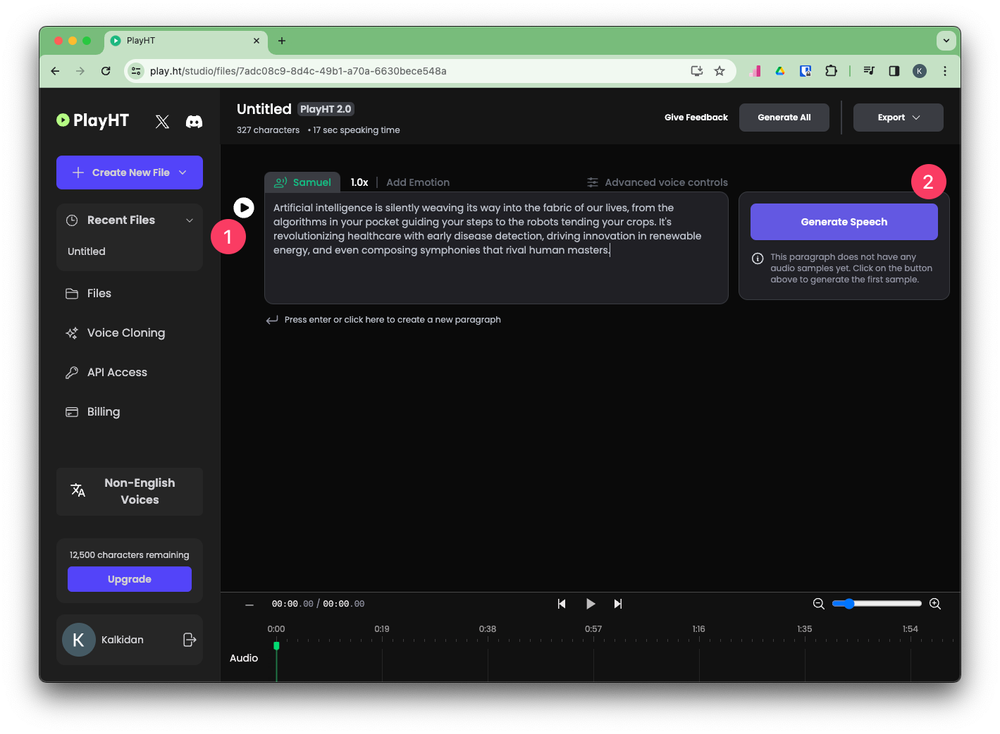 PlayHT
play.ht/studio/files/7adc08c9-8d4c-49b1-a70a-6630bece548a
K
PlayHT
Create New File
Recent Files
Untitled
Files
Voice Cloning
API Access
Billing
Non-English
Voices
12,500 characters remaining
Upgrade
K
Kalkidan
Untitled PlayHT 2.0
327 characters • 17 sec speaking time
Give Feedback
Generate All
Export
Samuel 1.0x Add Emotion Advanced voice controls
1
Artificial intelligence is silently weaving its way into the fabric of our lives, from the
algorithms in your pocket guiding your steps to the robots tending your crops. It's
revolutionizing healthcare with early disease detection, driving innovation in renewable
energy, and even composing symphonies that rival human masters.
Press enter or click here to create a new paragraph
2
Generate Speech
This paragraph does not have any
audio samples yet. Click on the button
above to generate the first sample.
00:00.00 / 00:00.00
0:00 0:19 0:38 0:57 1:16 1:35 1:54
Audio